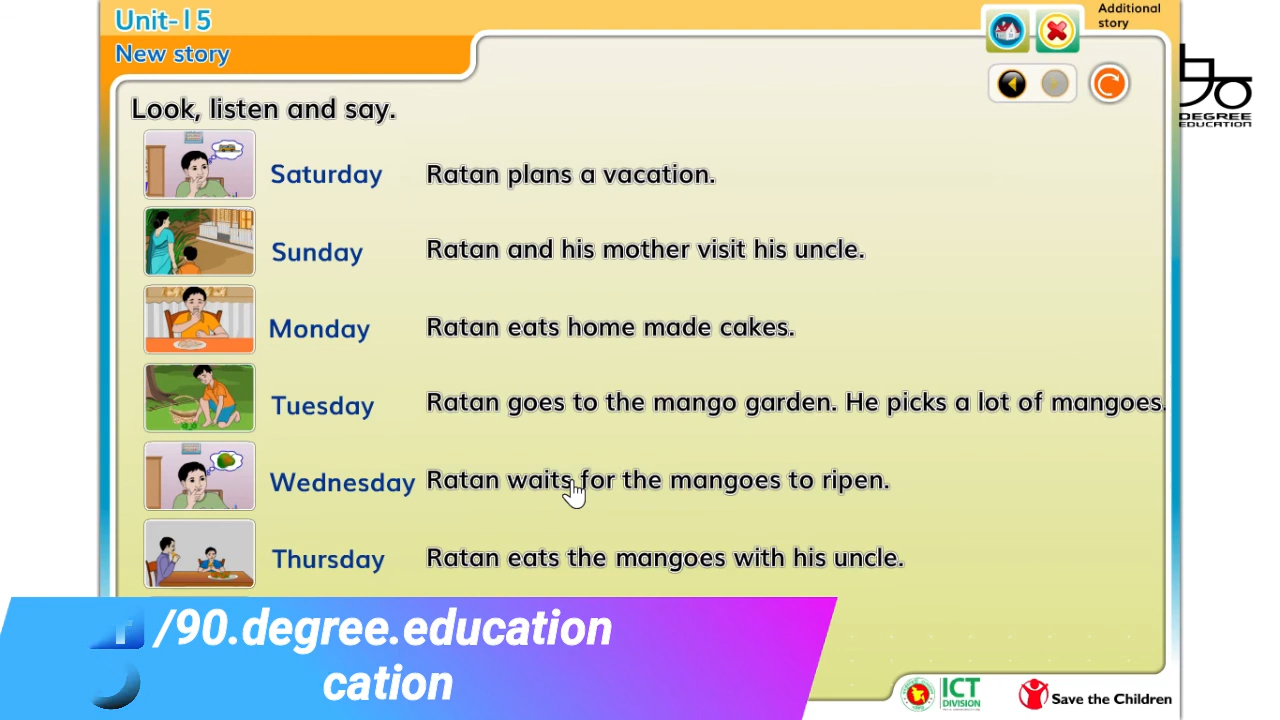 Unit-15
Additional story
New story
DEGREE
EDUCATION
Look, listen and say.
Saturday Ratan plans a vacation.
Sunday Ratan and his mother visit his uncle.
Monday Ratan eats home made cakes.
Tuesday Ratan goes to the mango garden. He picks a lot of mangoes.
Wednesday Ratan waits for the mangoes to ripen.
Thursday Ratan eats the mangoes with his uncle.
/90.degree.education
cation
ICT
DIVISION
Save the Children